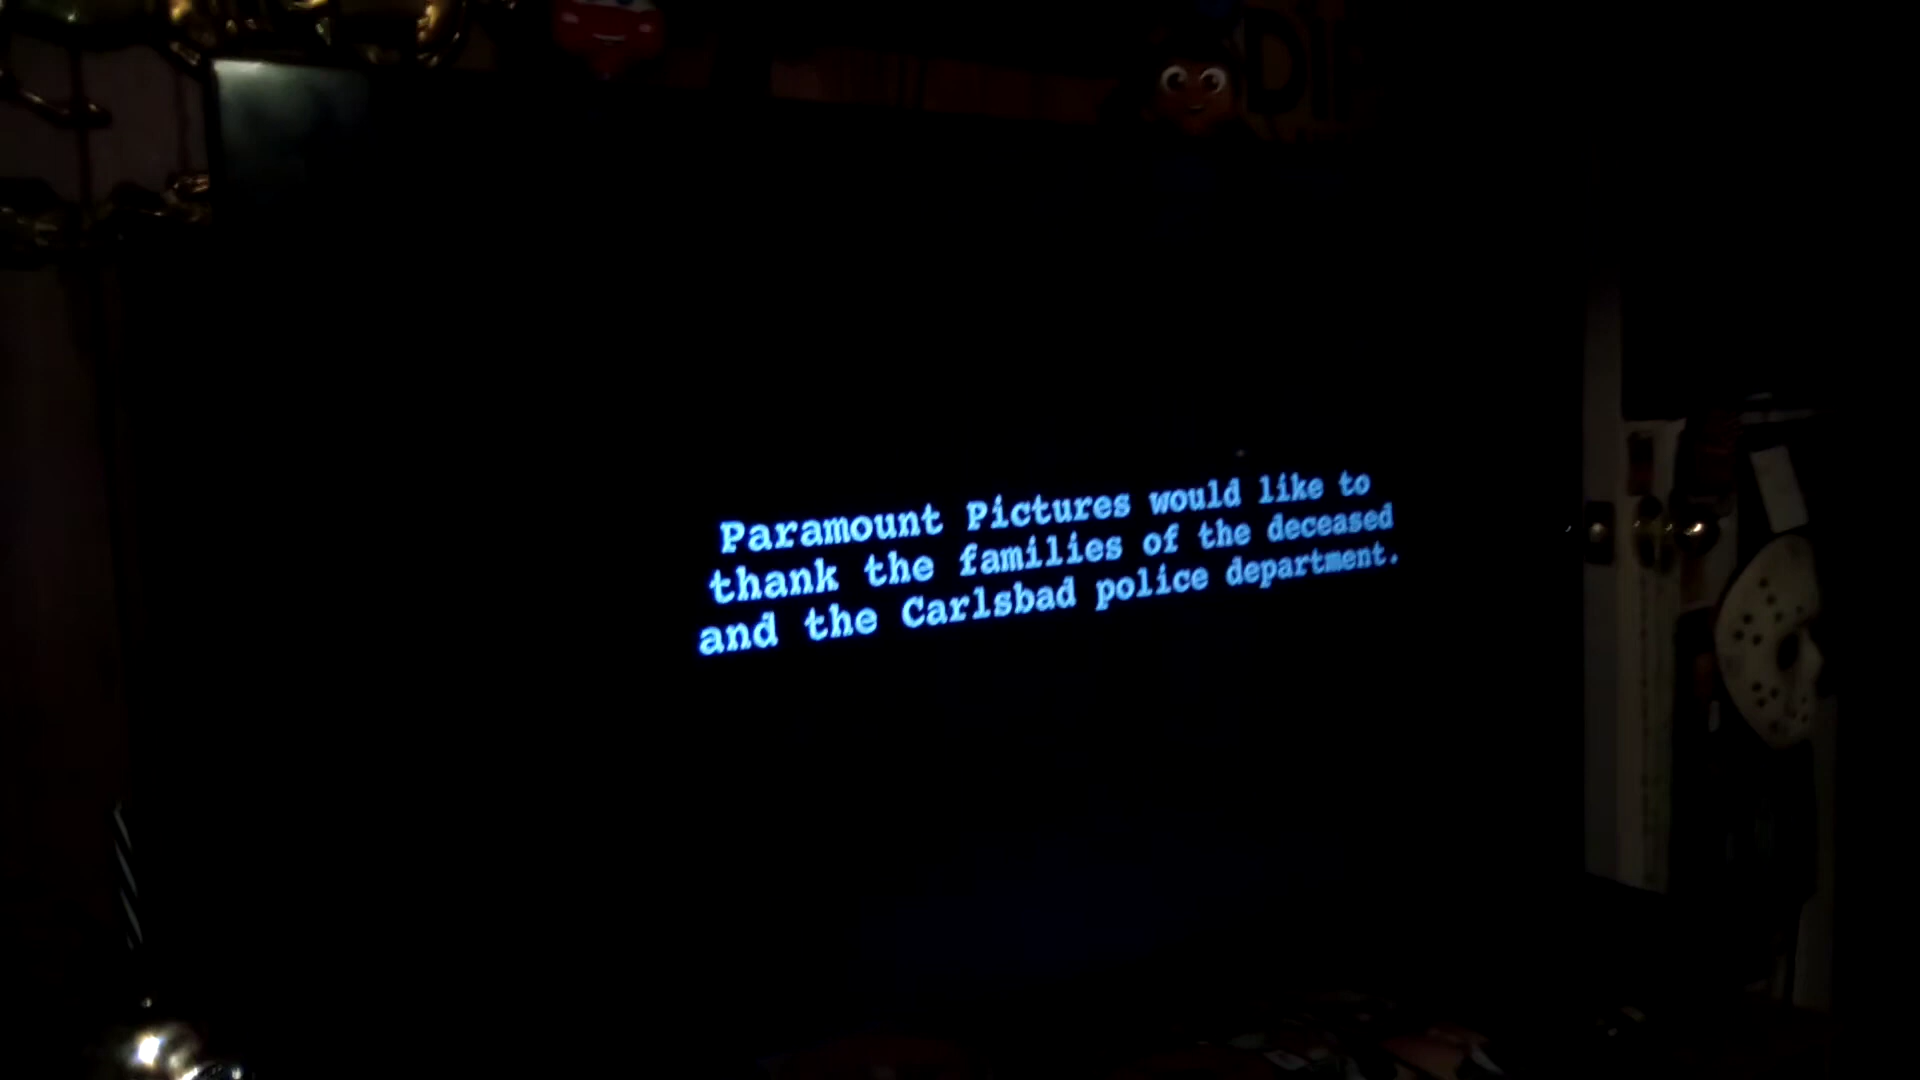 Paramount Pictures would like to
thank the families of the deceased
and the Carlsbad police department.